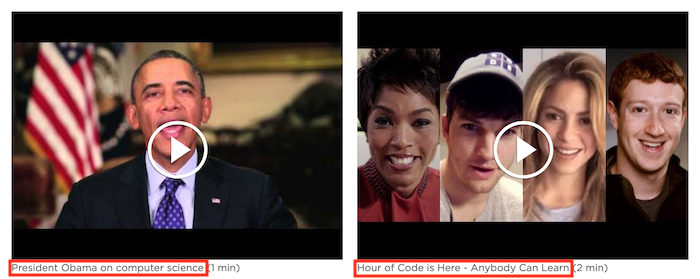 President Obama on computer science (1 min)
Hour of Code is Here - Anybody Can Learn (2 min)